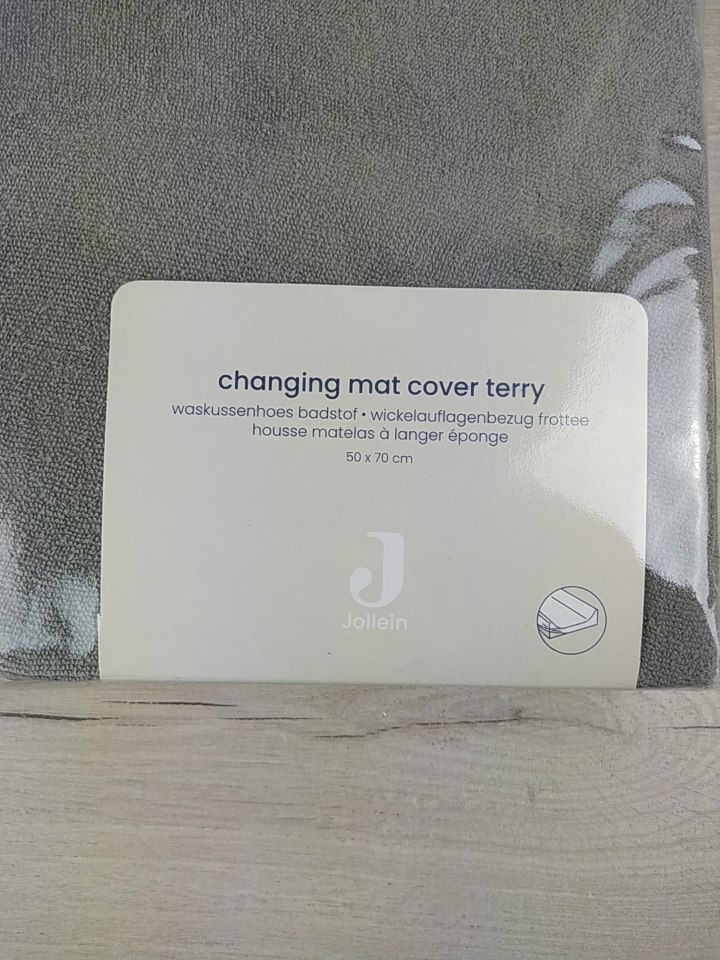 changing mat cover terry
waskussenhoes badstof • wickelauflagenbezug frottee
housse matelas à langer éponge
50 x 70 cm
J
Jollein